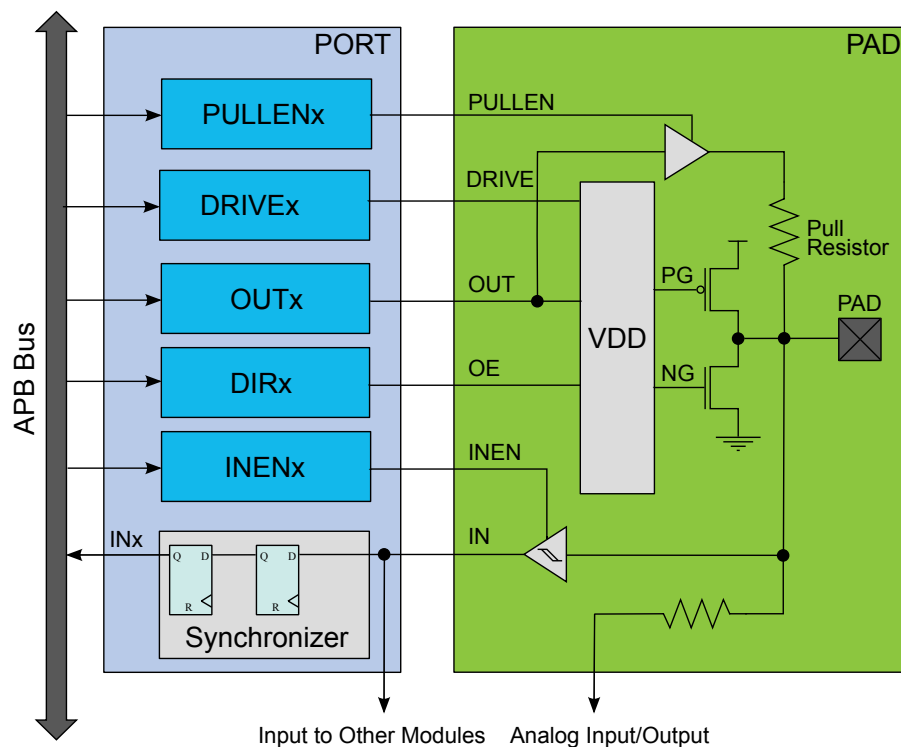 PORT
PAD
APB Bus
PULLENx
PULLEN
DRIVEx
DRIVE
Pull
Resistor
OUTx
OUT
PG
PAD
VDD
DIRx
OE
NG
INENx
INEN
INx
IN
Q D
R
Q D
R
Synchronizer
Input to Other Modules
Analog Input/Output